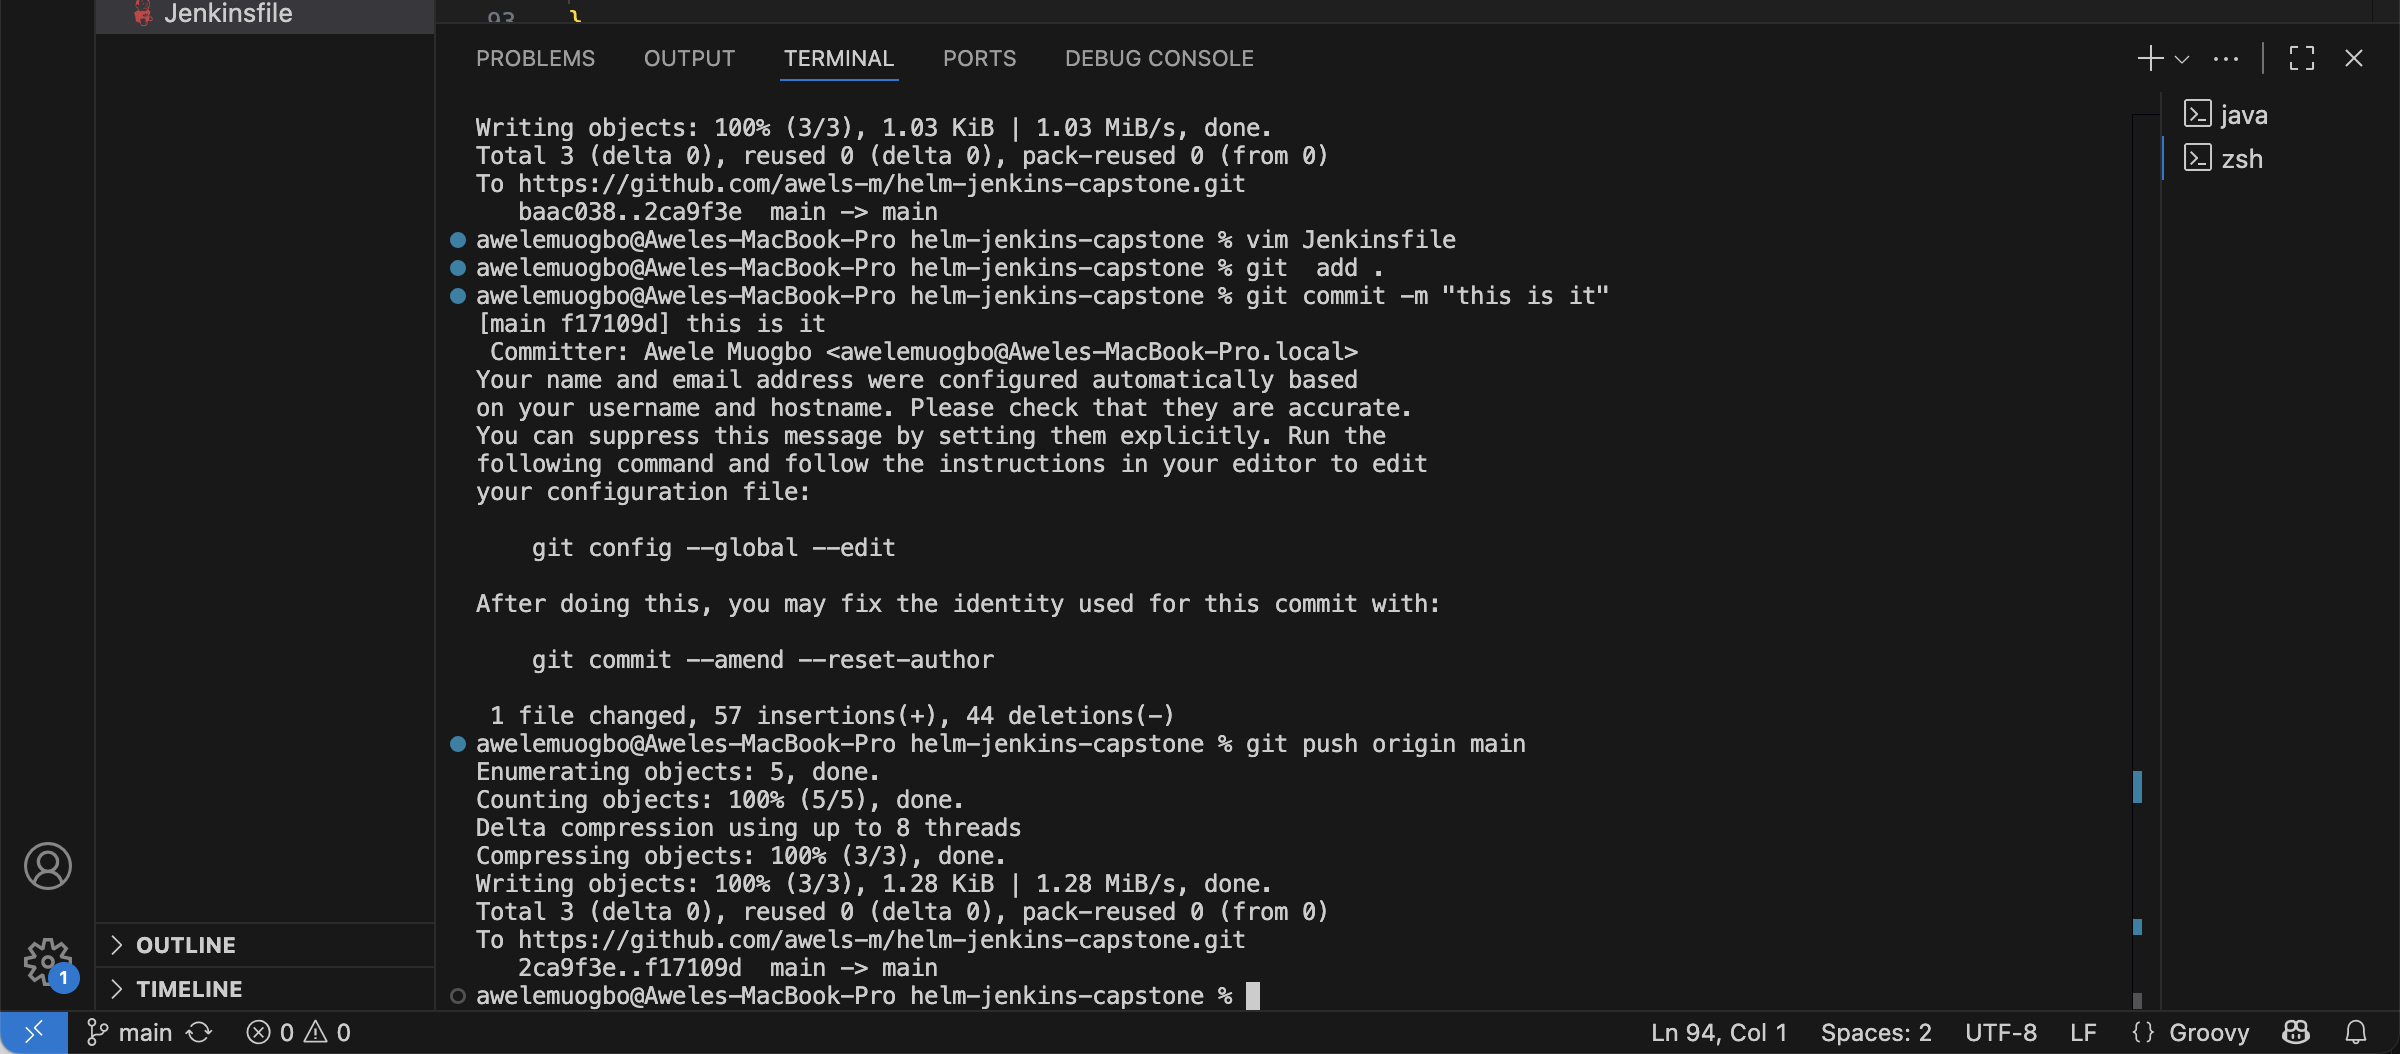 Jenkinsfile
93 }
PROBLEMS OUTPUT TERMINAL PORTS DEBUG CONSOLE
java
zsh
Writing objects: 100% (3/3), 1.03 KiB | 1.03 MiB/s, done.
Total 3 (delta 0), reused 0 (delta 0), pack-reused 0 (from 0)
To https://github.com/awels-m/helm-jenkins-capstone.git
   baac038..2ca9f3e  main -> main
awelemuogbo@Aweles-MacBook-Pro helm-jenkins-capstone % vim Jenkinsfile
awelemuogbo@Aweles-MacBook-Pro helm-jenkins-capstone % git  add .
awelemuogbo@Aweles-MacBook-Pro helm-jenkins-capstone % git commit -m "this is it"
[main f17109d] this is it
 Committer: Awele Muogbo <awelemuogbo@Aweles-MacBook-Pro.local>
Your name and email address were configured automatically based
on your username and hostname. Please check that they are accurate.
You can suppress this message by setting them explicitly. Run the
following command and follow the instructions in your editor to edit
your configuration file:
    git config --global --edit
After doing this, you may fix the identity used for this commit with:
    git commit --amend --reset-author
 1 file changed, 57 insertions(+), 44 deletions(-)
awelemuogbo@Aweles-MacBook-Pro helm-jenkins-capstone % git push origin main
Enumerating objects: 5, done.
Counting objects: 100% (5/5), done.
Delta compression using up to 8 threads
Compressing objects: 100% (3/3), done.
Writing objects: 100% (3/3), 1.28 KiB | 1.28 MiB/s, done.
Total 3 (delta 0), reused 0 (delta 0), pack-reused 0 (from 0)
To https://github.com/awels-m/helm-jenkins-capstone.git
   2ca9f3e..f17109d  main -> main
awelemuogbo@Aweles-MacBook-Pro helm-jenkins-capstone %
OUTLINE
TIMELINE
1
main 0 0 Ln 94, Col 1 Spaces: 2 UTF-8 LF {} Groovy